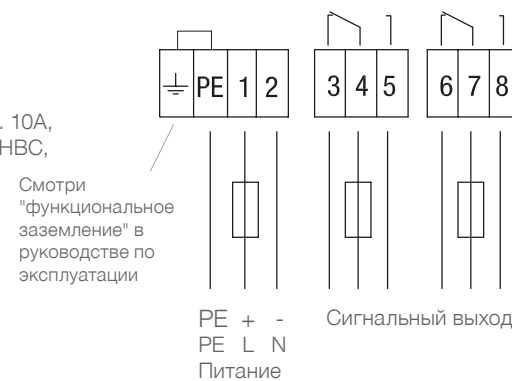 PE 1 2 3 4 5 6 7 8
. 10A,
НВС,
Смотри
"функциональное
заземление" в
руководстве по
эксплуатации
PE + - Сигнальный выход
PE L N
Питание